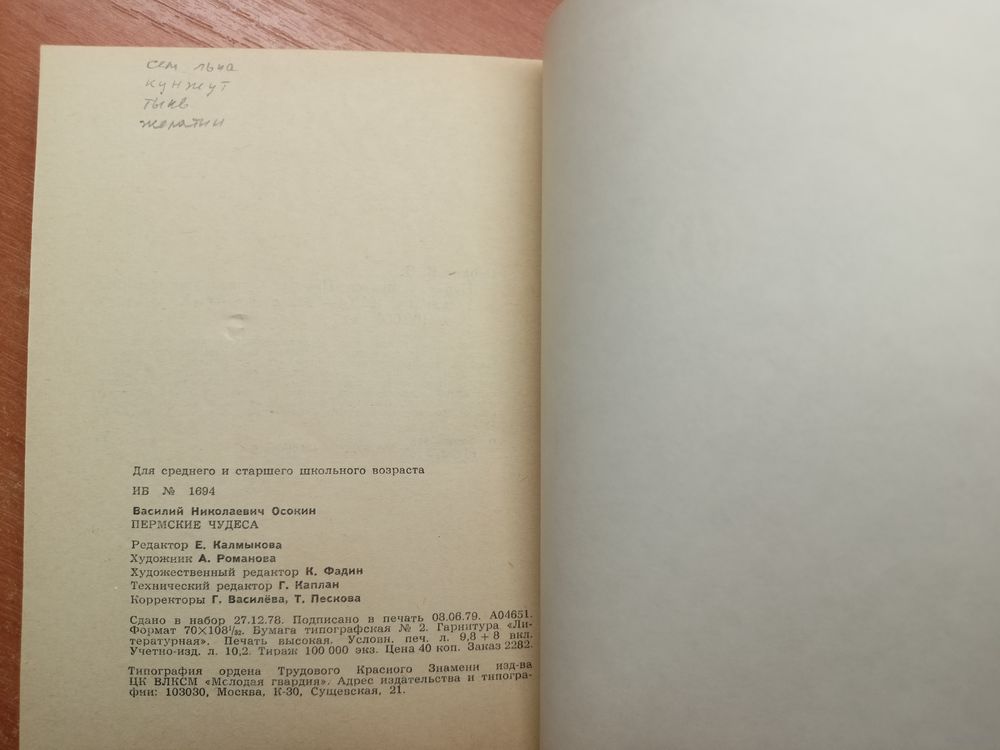 сем льна
кунжут
тыкв
желатин
Для среднего и старшего школьного возраста
ИБ № 1694
Василий Николаевич Осокин
ПЕРМСКИЕ ЧУДЕСА
Редактор Е. Калмыкова
Художник А. Романова
Художественный редактор К. Фадин
Технический редактор Г. Каплан
Корректоры Г. Василёва, Т. Пескова
Сдано в набор 27.12.78. Подписано в печать 08.06.79. А04651.
Формат 70×108¹/₃₂. Бумага типографская № 2. Гарнитура «Ли-
тературная». Печать высокая. Условн. печ. л. 9,8 + 8 вкл.
Учетно-изд. л. 10,2. Тираж 100 000 экз. Цена 40 коп. Заказ 2282.
Типография ордена Трудового Красного Знамени изд-ва
ЦК ВЛКСМ «Молодая гвардия». Адрес издательства и типогра-
фии: 103030, Москва, К-30, Сущевская, 21.